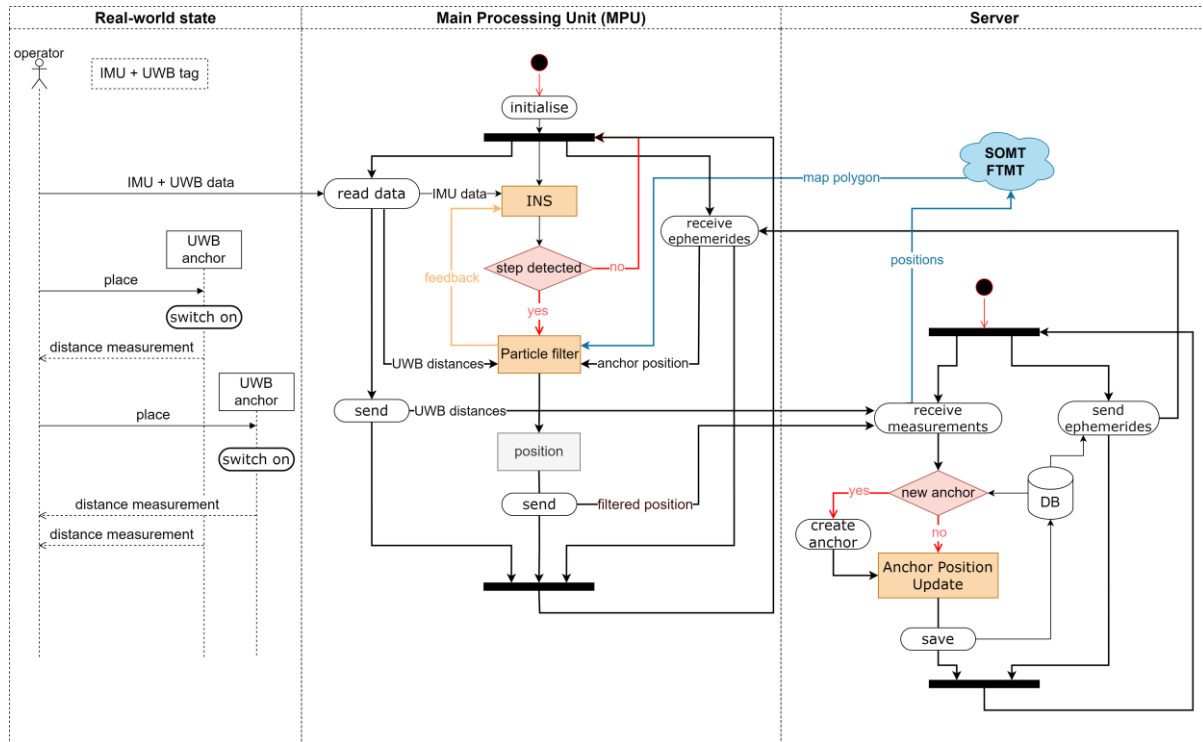 Real-world state
Main Processing Unit (MPU)
Server
operator
IMU + UWB tag
initialise
SOMT
FTMT
map polygon
IMU + UWB data
read data
IMU data
INS
receive
ephemerides
UWB
anchor
step detected
no
feedback
positions
place
switch on
yes
distance measurement
Particle filter
UWB distances
anchor position
UWB
anchor
send
UWB distances
receive
measurements
send
ephemerides
place
switch on
position
new anchor
yes
DB
distance measurement
send
filtered position
create
anchor
no
distance measurement
Anchor Position
Update
save